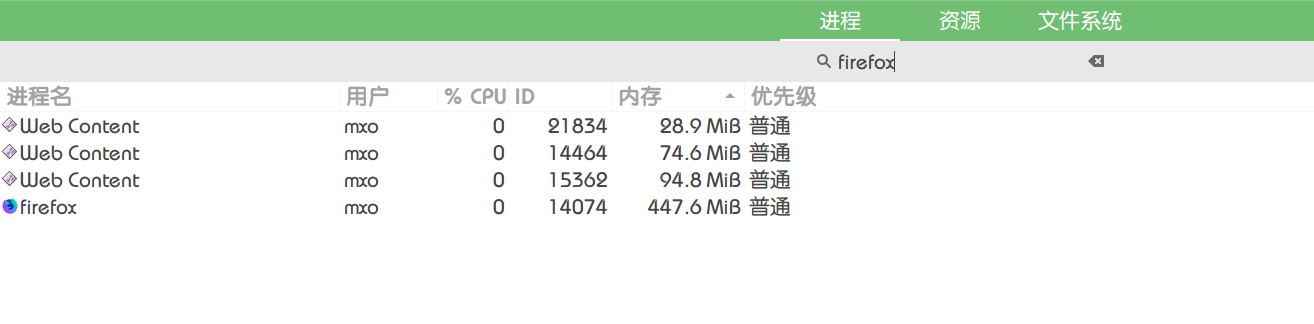 进程 资源 文件系统
firefox
进程名 用户 % CPU ID 内存 优先级
Web Content mxo 0 21834 28.9 MiB 普通
Web Content mxo 0 14464 74.6 MiB 普通
Web Content mxo 0 15362 94.8 MiB 普通
firefox mxo 0 14074 447.6 MiB 普通